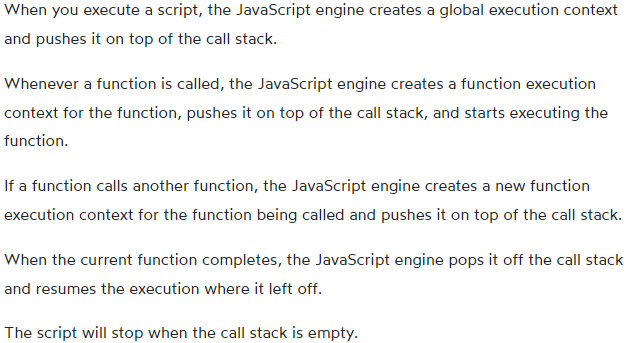 When you execute a script, the JavaScript engine creates a global execution context
and pushes it on top of the call stack.
Whenever a function is called, the JavaScript engine creates a function execution
context for the function, pushes it on top of the call stack, and starts executing the
function.
If a function calls another function, the JavaScript engine creates a new function
execution context for the function being called and pushes it on top of the call stack.
When the current function completes, the JavaScript engine pops it off the call stack
and resumes the execution where it left off.
The script will stop when the call stack is empty.